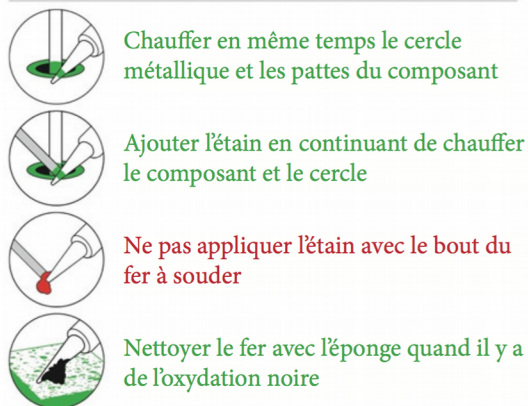 Chauffer en même temps le cercle
métallique et les pattes du composant
Ajouter l'étain en continuant de chauffer
le composant et le cercle
Ne pas appliquer l'étain avec le bout du
fer à souder
Nettoyer le fer avec l'éponge quand il y a
de l'oxydation noire